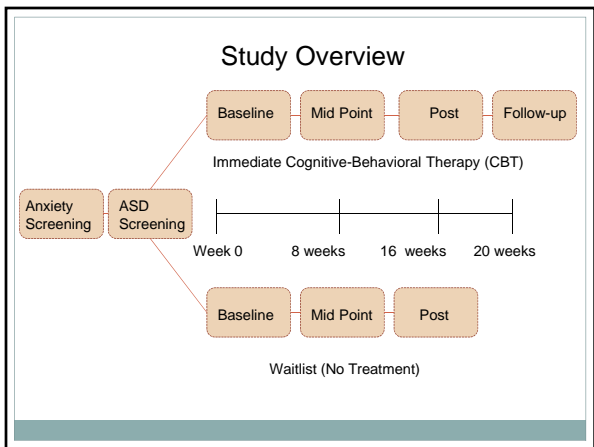 Study Overview
Baseline Mid Point Post Follow-up
Immediate Cognitive-Behavioral Therapy (CBT)
Anxiety
Screening
ASD
Screening
Week 0 8 weeks 16 weeks 20 weeks
Baseline Mid Point Post
Waitlist (No Treatment)